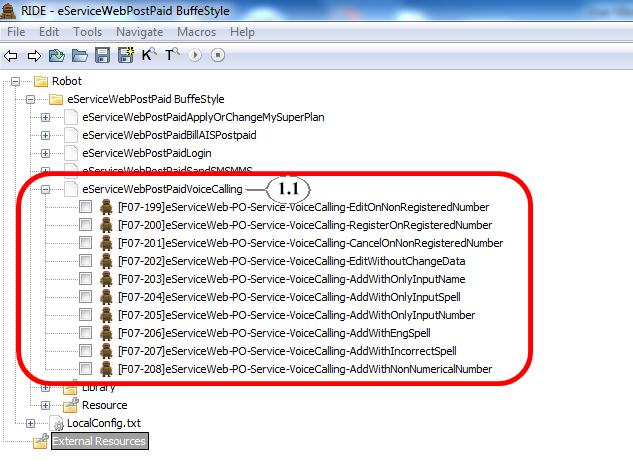 RIDE - eServiceWebPostPaid BuffeStyle
File Edit Tools Navigate Macros Help
K T
Robot
eServiceWebPostPaid BuffeStyle
eServiceWebPostPaidApplyOrChangeMySuperPlan
eServiceWebPostPaidBillAISPostpaid
eServiceWebPostPaidLogin
eServiceWebPostPaidSandSMSMMS
eServiceWebPostPaidVoiceCalling 1.1
[F07-199]eServiceWeb-PO-Service-VoiceCalling-EditOnNonRegisteredNumber
[F07-200]eServiceWeb-PO-Service-VoiceCalling-RegisterOnRegisteredNumber
[F07-201]eServiceWeb-PO-Service-VoiceCalling-CancelOnNonRegisteredNumber
[F07-202]eServiceWeb-PO-Service-VoiceCalling-EditWithoutChangeData
[F07-203]eServiceWeb-PO-Service-VoiceCalling-AddWithOnlyInputName
[F07-204]eServiceWeb-PO-Service-VoiceCalling-AddWithOnlyInputSpell
[F07-205]eServiceWeb-PO-Service-VoiceCalling-AddWithOnlyInputNumber
[F07-206]eServiceWeb-PO-Service-VoiceCalling-AddWithEngSpell
[F07-207]eServiceWeb-PO-Service-VoiceCalling-AddWithIncorrectSpell
[F07-208]eServiceWeb-PO-Service-VoiceCalling-AddWithNonNumericalNumber
Library
Resource
LocalConfig.txt
External Resources